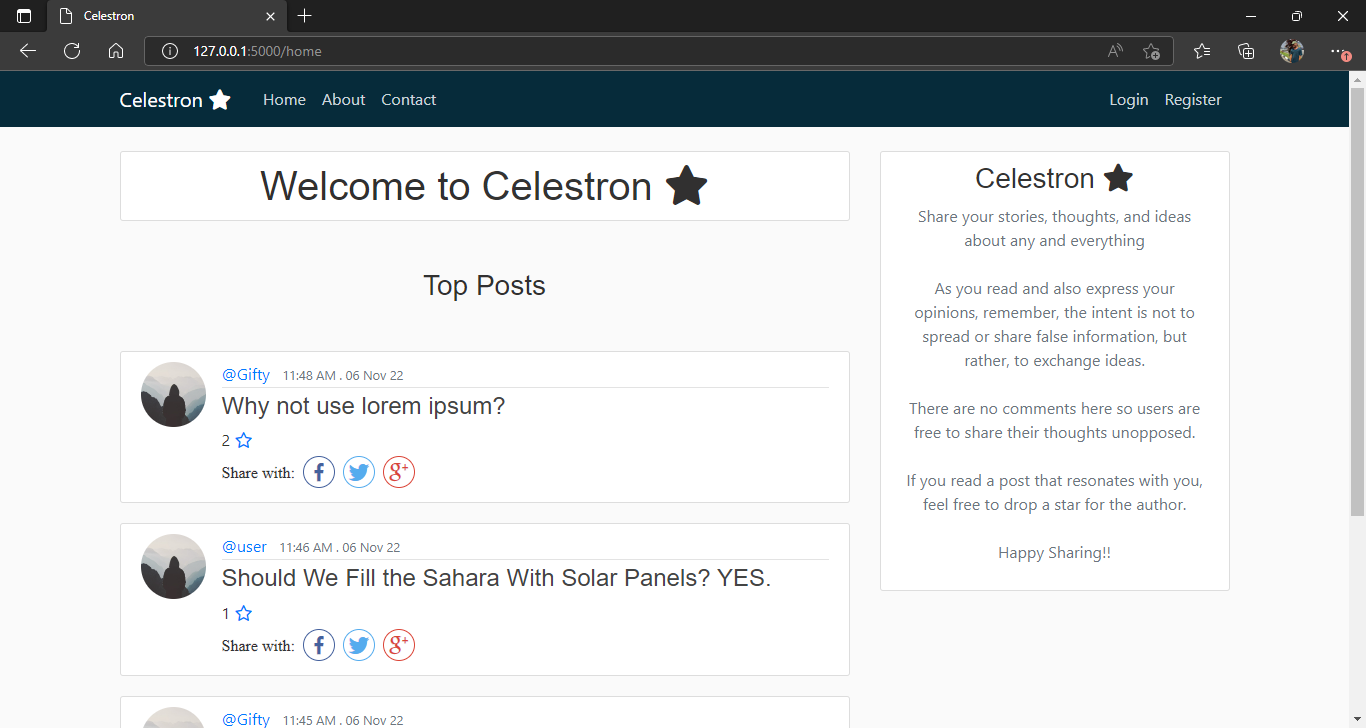 Celestron
127.0.0.1:5000/home
Celestron
Home About Contact
Login Register
Welcome to Celestron
Top Posts
@Gifty 11:48 AM . 06 Nov 22
Why not use lorem ipsum?
2
Share with:
@user 11:46 AM . 06 Nov 22
Should We Fill the Sahara With Solar Panels? YES.
1
Share with:
@Gifty 11:45 AM . 06 Nov 22
Celestron
Share your stories, thoughts, and ideas
about any and everything
As you read and also express your
opinions, remember, the intent is not to
spread or share false information, but
rather, to exchange ideas.
There are no comments here so users are
free to share their thoughts unopposed.
If you read a post that resonates with you,
feel free to drop a star for the author.
Happy Sharing!!